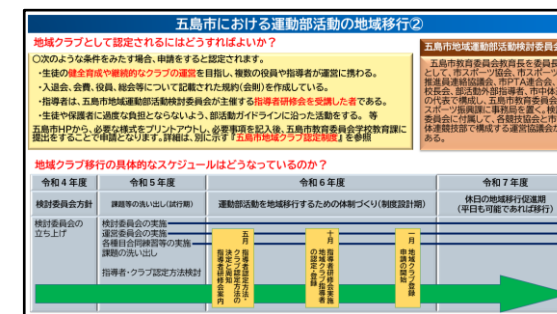 五島市における運動部活動の地域移行②
地域クラブとして認定されるにはどうすればよいか？
〇次のような条件をみたす場合、申請をすると認定されます。
・生徒の健全育成や継続的なクラブの運営を目指し、複数の役員や指導者が運営に携わる。
・入退会、会費、役員、総会等について記載された規約(会則)を作成している。
・指導者は、五島市地域運動部活動検討委員会が主催する指導者研修会を受講した者である。
・生徒や保護者に過度な負担とならないよう、部活動ガイドラインに沿った活動をする。 等
五島市HPから、必要な様式をプリントアウトし、必要事項を記入後、五島市教育委員会学校教育課に
提出をすることで申請となります。詳細は、別に示す『五島市地域クラブ認定制度』を参照
五島市地域運動部活動検討委員会
五島市教育委員会教育長を委員長
として、市スポーツ協会、市スポーツ
推進員連絡協議会、市PTA連合会、
校長会、部活動外部指導者、市中体
の代表で構成し、五島市教育委員会
スポーツ振興課に事務局を置く。検
委員会に付属して、各競技協会と市
体連競技部で構成する運営協議会が
ある。
地域クラブ移行の具体的なスケジュールはどうなっているのか？
令和４年度 令和５年度 令和６年度 令和７年度
検討委員会方針 課題等の洗い出し(試行期) 運動部活動を地域移行するための体制づくり(制度設計期) 休日の地域移行促進期
(平日も可能であれば移行)
検討委員会の
立ち上げ
検討委員会の実施
運営委員会の実施
各種目合同練習等の実施
課題の洗い出し
指導者・クラブ認定方法検討
五月
指導者認定方法・
クラブ認定方法の
決定と周知
指導者研修会案内
十月
指導者研修会実施
地域クラブ指導者
の認定・登録
一月
地域クラブ登録
申請の開始